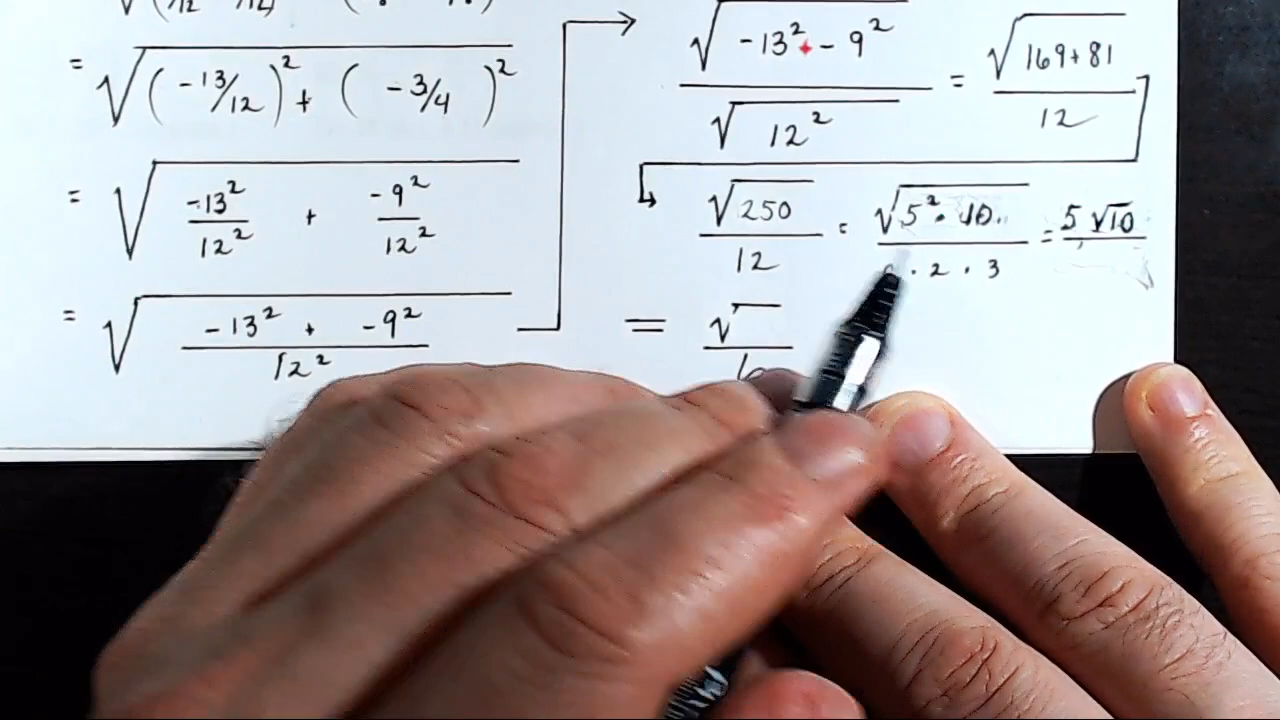 = √((-13/12)² + (-3/4)²)
= √(-13²/12² + -9²/12²)
= √((-13² + -9²)/12²)
√(-13² - 9²)/√(12²) = √(169+81)/12
√250/12 = √(5² · 10)/( · 2 · 3) = 5√10/
= √/6